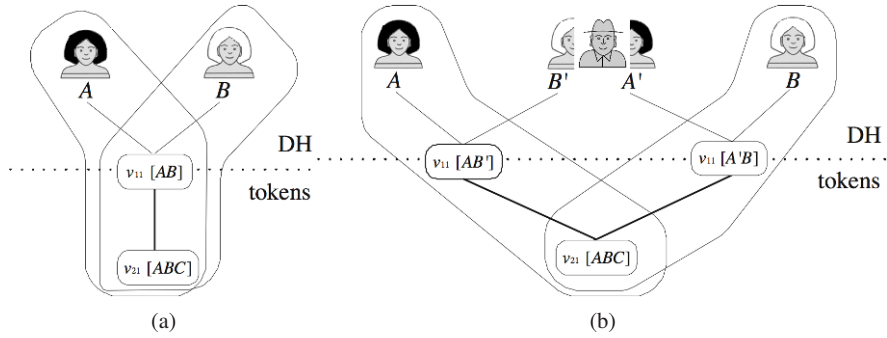 A
B
DH
v11 [AB]
tokens
v21 [ABC]
(a)
A
B'
A'
B
DH
v11 [AB']
v11 [A'B]
tokens
v21 [ABC]
(b)